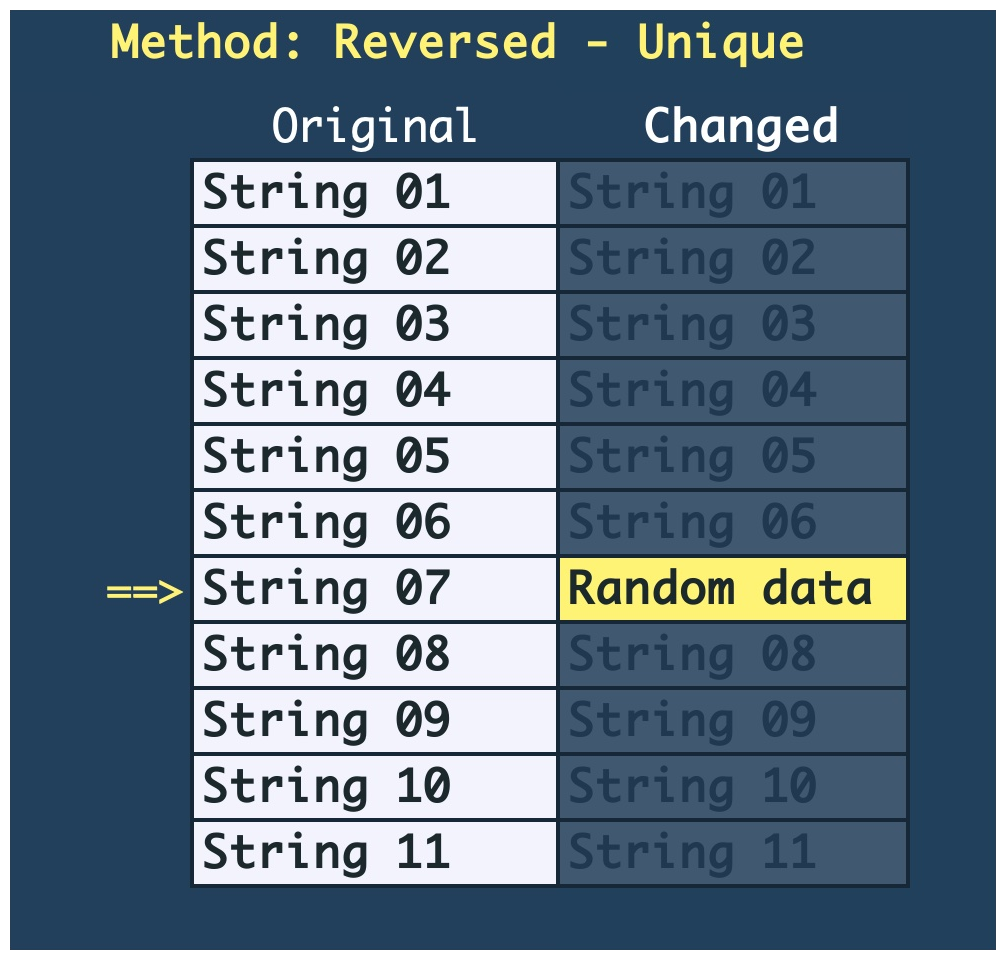 Method: Reversed - Unique
Original Changed
String 01 String 01
String 02 String 02
String 03 String 03
String 04 String 04
String 05 String 05
String 06 String 06
==> String 07 Random data
String 08 String 08
String 09 String 09
String 10 String 10
String 11 String 11